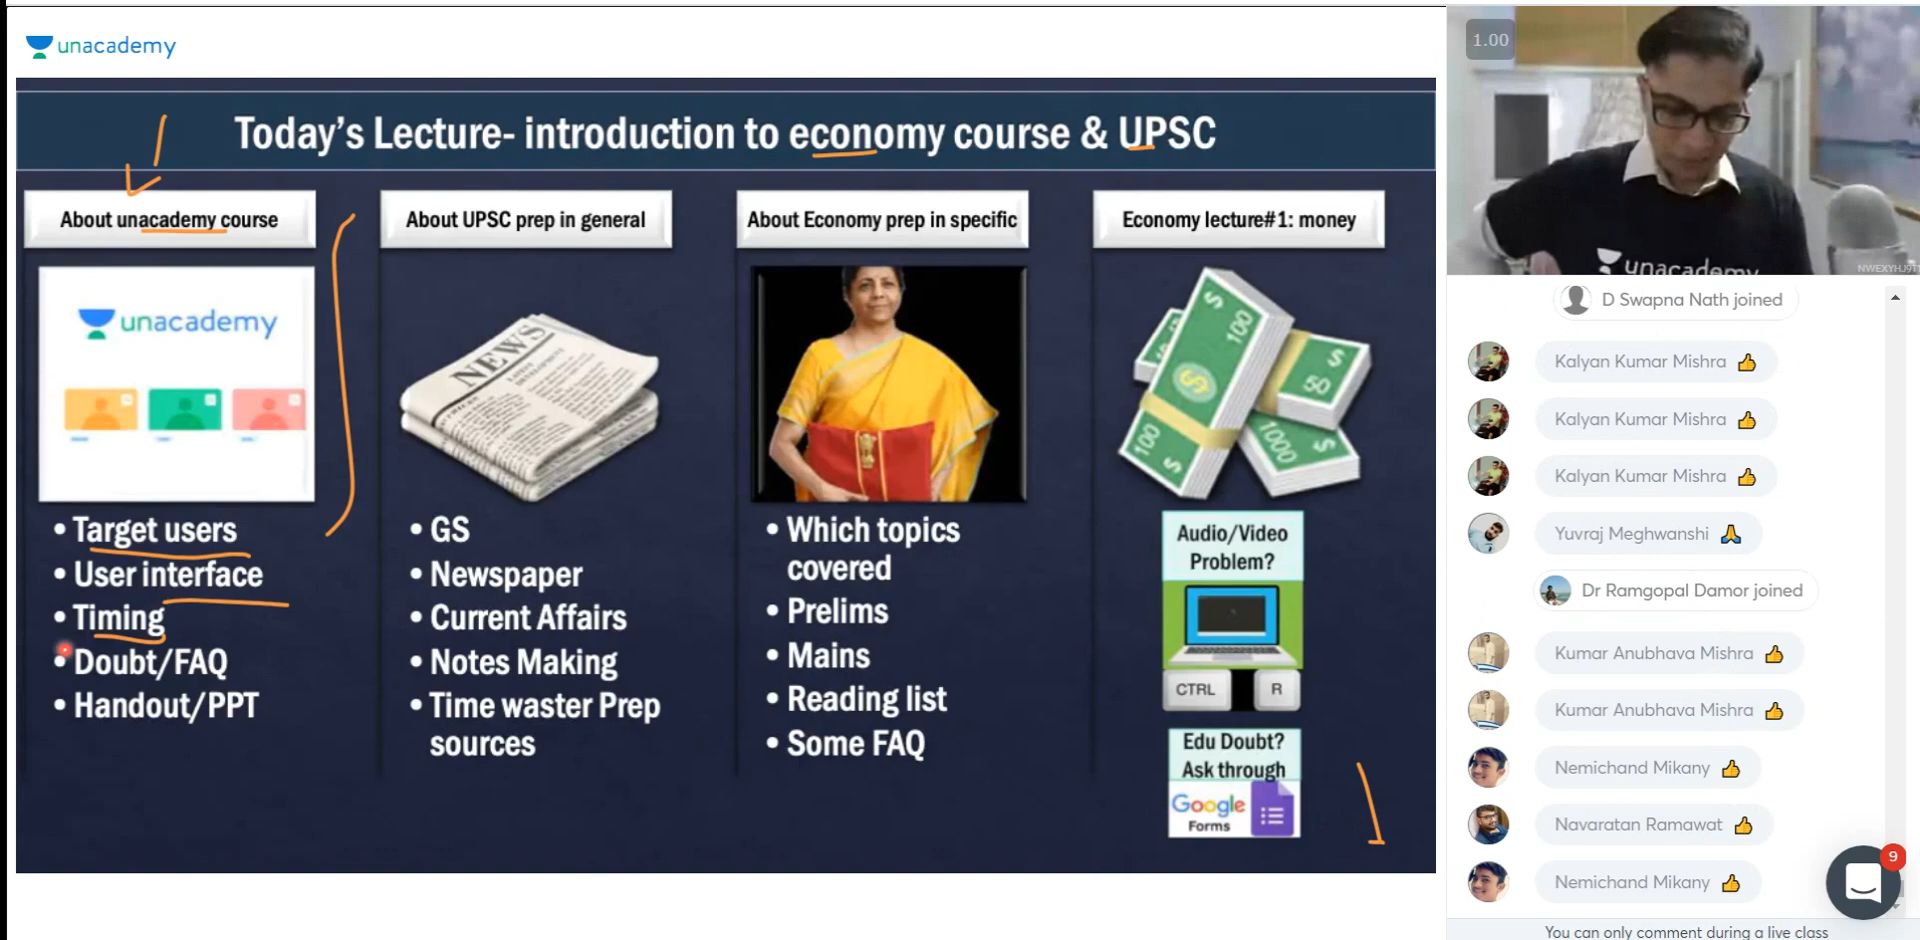 unacademy
Today's Lecture- introduction to economy course & UPSC
About unacademy course
unacademy
• Target users
• User interface
• Timing
• Doubt/FAQ
• Handout/PPT
About UPSC prep in general
NEWS
• GS
• Newspaper
• Current Affairs
• Notes Making
• Time waster Prep
sources
About Economy prep in specific
• Which topics
covered
• Prelims
• Mains
• Reading list
• Some FAQ
Economy lecture#1: money
$
100
$
$
50
100
$
1000
$
Audio/Video
Problem?
CTRL
R
Edu Doubt?
Ask through
Google
Forms
1.00
unacademy
D Swapna Nath joined
Kalyan Kumar Mishra 👍
Kalyan Kumar Mishra 👍
Kalyan Kumar Mishra 👍
Yuvraj Meghwanshi 🙏
Dr Ramgopal Damor joined
Kumar Anubhava Mishra 👍
Kumar Anubhava Mishra 👍
Nemichand Mikany 👍
Navaratan Ramawat 👍
Nemichand Mikany 👍
9
You can only comment during a live class